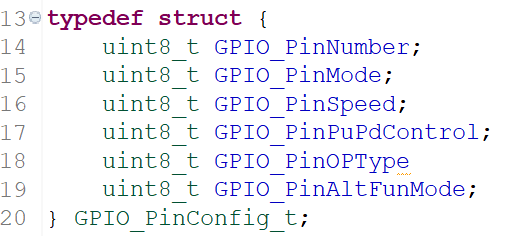 13 typedef struct {
14 uint8_t GPIO_PinNumber;
15 uint8_t GPIO_PinMode;
16 uint8_t GPIO_PinSpeed;
17 uint8_t GPIO_PinPuPdControl;
18 uint8_t GPIO_PinOPType
19 uint8_t GPIO_PinAltFunMode;
20 } GPIO_PinConfig_t;